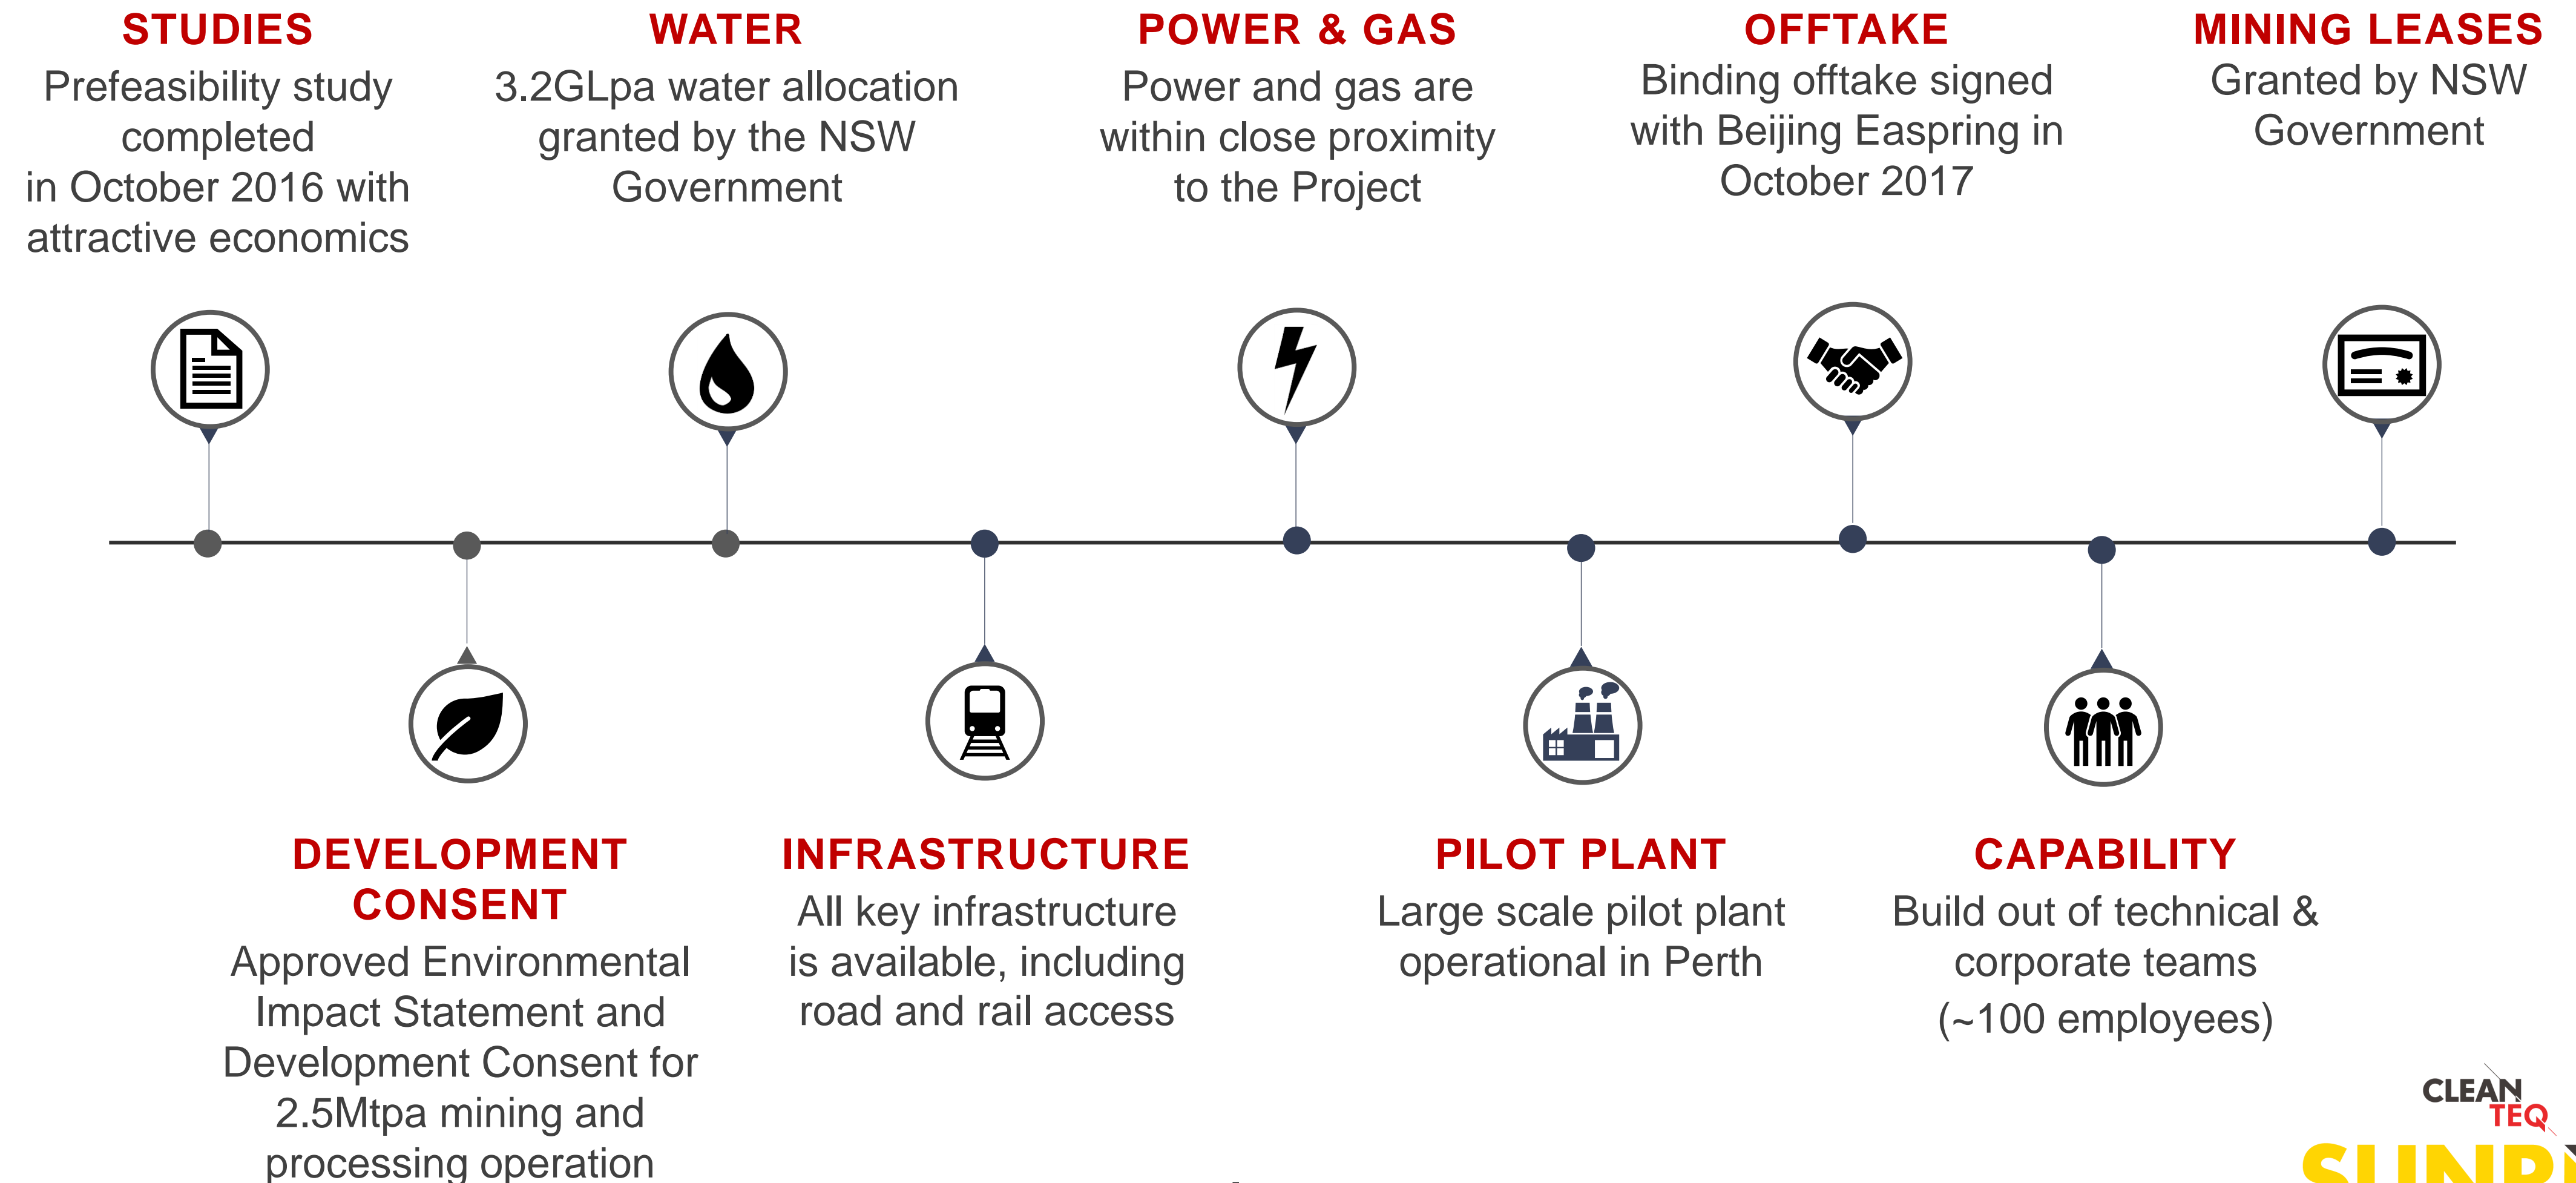 STUDIES
Prefeasibility study
completed
in October 2016 with
attractive economics
WATER
3.2GLpa water allocation
granted by the NSW
Government
POWER & GAS
Power and gas are
within close proximity
to the Project
OFFTAKE
Binding offtake signed
with Beijing Easpring in
October 2017
MINING LEASES
Granted by NSW
Government
DEVELOPMENT
CONSENT
Approved Environmental
Impact Statement and
Development Consent for
2.5Mtpa mining and
processing operation
INFRASTRUCTURE
All key infrastructure
is available, including
road and rail access
PILOT PLANT
Large scale pilot plant
operational in Perth
CAPABILITY
Build out of technical &
corporate teams
(~100 employees)
CLEAN
TEQ